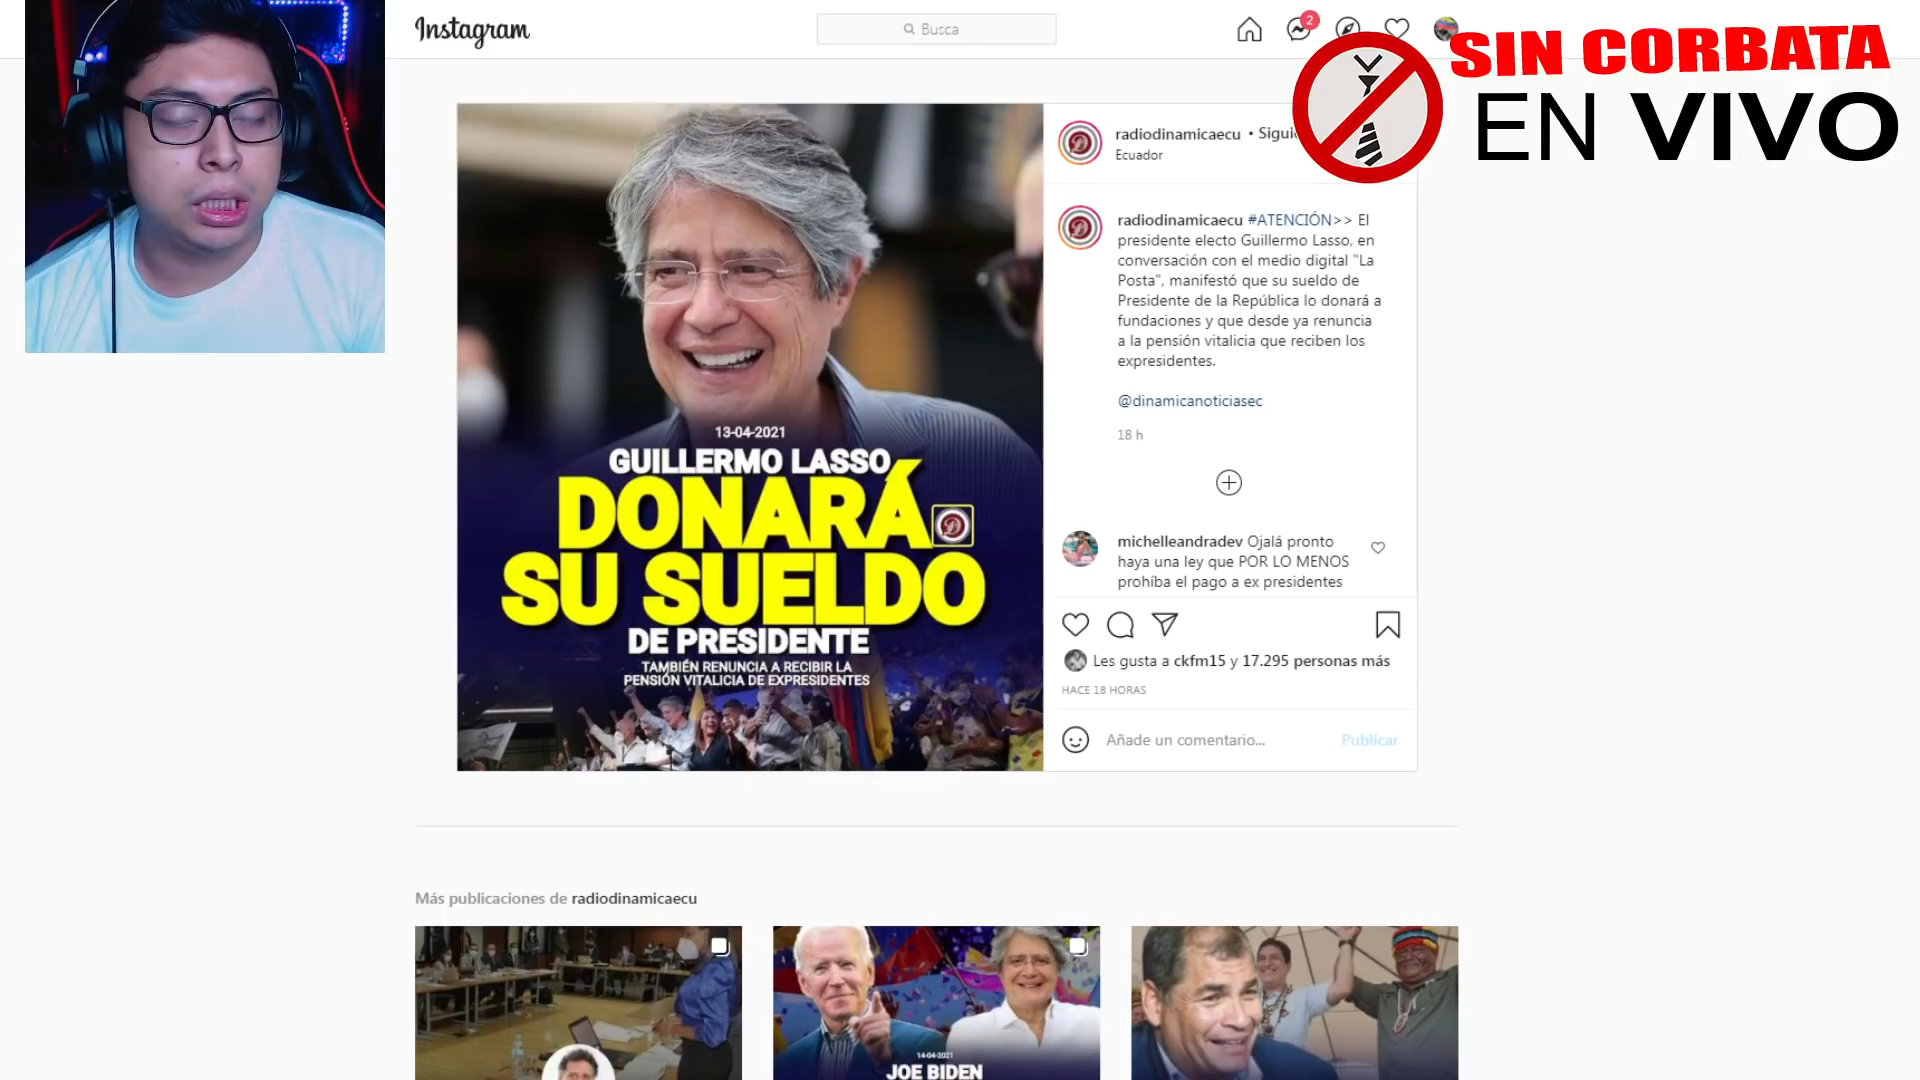 Instagram
Busca
2
SIN CORBATA
EN VIVO
13-04-2021
GUILLERMO LASSO
DONARÁ
SU SUELDO
DE PRESIDENTE
TAMBIÉN RENUNCIA A RECIBIR LA
PENSIÓN VITALICIA DE EXPRESIDENTES
radiodinamicaecu •
Ecuador
radiodinamicaecu #ATENCIÓN>> El
presidente electo Guillermo Lasso, en
conversación con el medio digital "La
Posta", manifestó que su sueldo de
Presidente de la República lo donará a
fundaciones y que desde ya renuncia
a la pensión vitalicia que reciben los
expresidentes.
@dinamicanoticiasec
18 h
michelleandradev Ojalá pronto
haya una ley que POR LO MENOS
prohíba el pago a ex presidentes
Les gusta a ckfm15 y 17.295 personas más
HACE 18 HORAS
Añade un comentario...
Publicar
Más publicaciones de radiodinamicaecu
14-04-2021
JOE BIDEN